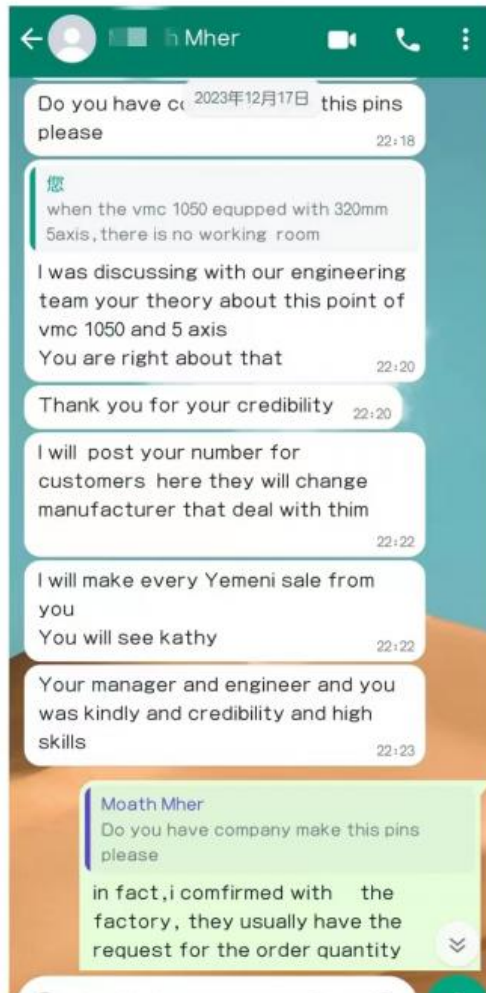 h Mher
2023年12月17日
Do you have co this pins
please
22:18
您
when the vmc 1050 equpped with 320mm
5axis,there is no working room
I was discussing with our engineering
team your theory about this point of
vmc 1050 and 5 axis
You are right about that
22:20
Thank you for your credibility 22:20
I will post your number for
customers here they will change
manufacturer that deal with thim
22:22
I will make every Yemeni sale from
you
You will see kathy
22:22
Your manager and engineer and you
was kindly and credibility and high
skills
22:23
Moath Mher
Do you have company make this pins
please
in fact,i comfirmed with the
factory, they usually have the
request for the order quantity